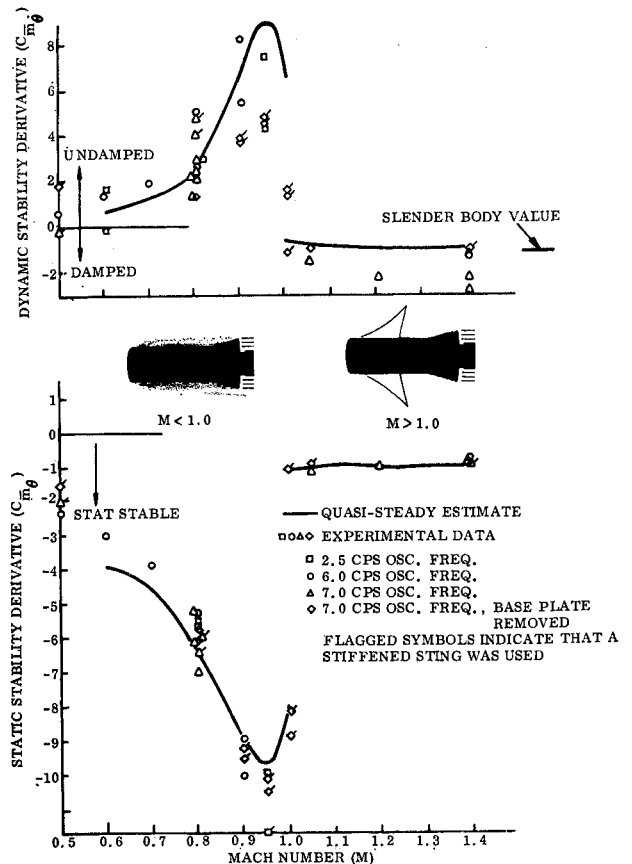 DYNAMIC STABILITY DERIVATIVE (Cm̅θ̇)
8
6
4
2
0
-2
UNDAMPED
DAMPED
SLENDER BODY VALUE
M<1.0
M>1.0
STATIC STABILITY DERIVATIVE (Cm̅θ)
1
0
-1
-2
-3
-4
-5
-6
-7
-8
-9
-10
STAT STABLE
QUASI-STEADY ESTIMATE
□○△◇ EXPERIMENTAL DATA
□ 2.5 CPS OSC. FREQ.
○ 6.0 CPS OSC. FREQ.
△ 7.0 CPS OSC. FREQ.
◇ 7.0 CPS OSC. FREQ., BASE PLATE
REMOVED
FLAGGED SYMBOLS INDICATE THAT A
STIFFENED STING WAS USED
0.5 0.6 0.7 0.8 0.9 1.0 1.1 1.2 1.3 1.4
MACH NUMBER (M)